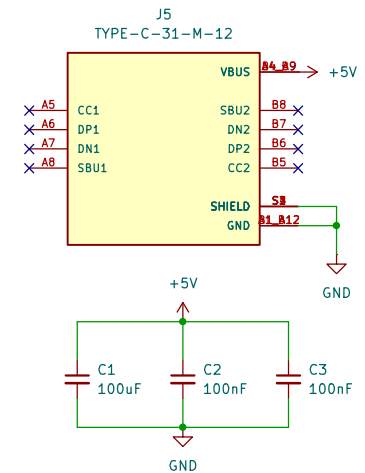 J5
TYPE-C-31-M-12
VBUS
+5V
A5 CC1 SBU2 B8
A6 DP1 DN2 B7
A7 DN1 DP2 B6
A8 SBU1 CC2 B5
SHIELD
GND
GND
+5V
C1 C2 C3
100uF 100nF 100nF
GND